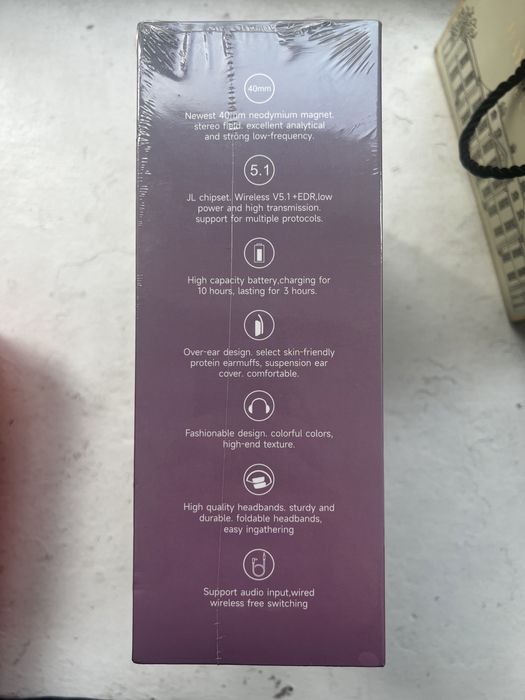 40mm
Newest 40mm neodymium magnet.
stereo field. excellent analytical
and strong low-frequency.
5.1
JL chipset. Wireless V5.1 +EDR,low
power and high transmission.
support for multiple protocols.
High capacity battery,charging for
10 hours, lasting for 3 hours.
Over-ear design. select skin-friendly
protein earmuffs, suspension ear
cover. comfortable.
Fashionable design. colorful colors,
high-end texture.
High quality headbands. sturdy and
durable. foldable headbands,
easy ingathering
Support audio input,wired
wireless free switching